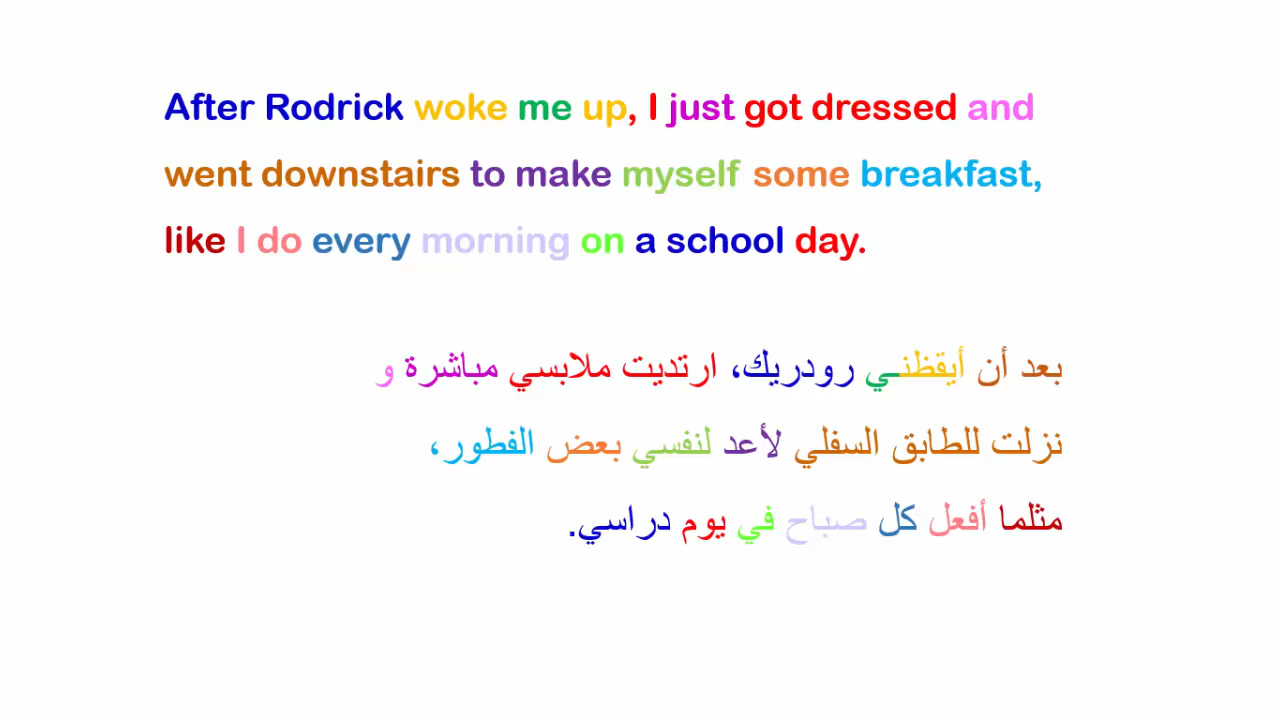 After Rodrick woke me up, I just got dressed and
went downstairs to make myself some breakfast,
like I do every morning on a school day.
بعد أن أيقظنـي رودريك، ارتديت ملابسي مباشرة و
نزلت للطابق السفلي لأعد لنفسي بعض الفطور،
مثلما أفعل كل صباح في يوم دراسي.